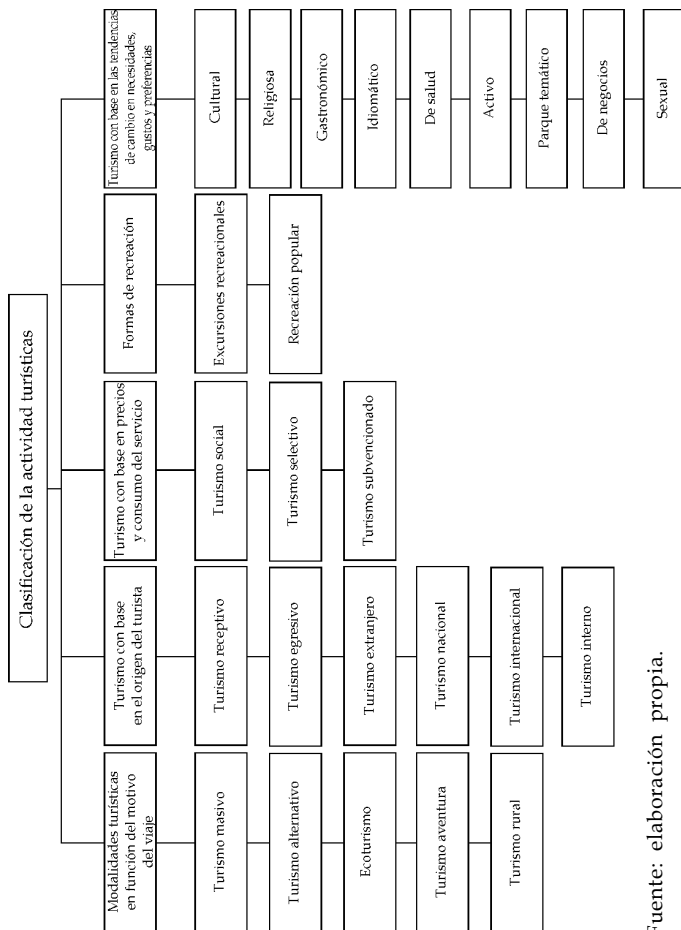 Clasificación de la actividad turísticas
Modalidades turísticas
en función del motivo
del viaje
Turismo masivo
Turismo alternativo
Ecoturismo
Turismo aventura
Turismo rural
Turismo con base
en el origen del turista
Turismo receptivo
Turismo egresivo
Turismo extranjero
Turismo nacional
Turismo internacional
Turismo interno
Turismo con base en precios
y consumo del servicio
Turismo social
Turismo selectivo
Turismo subvencionado
Formas de recreación
Excursiones recreacionales
Recreación popular
Turismo con base en las tendencias
de cambio en necesidades,
gustos y preferencias
Cultural
Religiosa
Gastronómico
Idiomático
De salud
Activo
Parque temático
De negocios
Sexual
Fuente: elaboración propia.